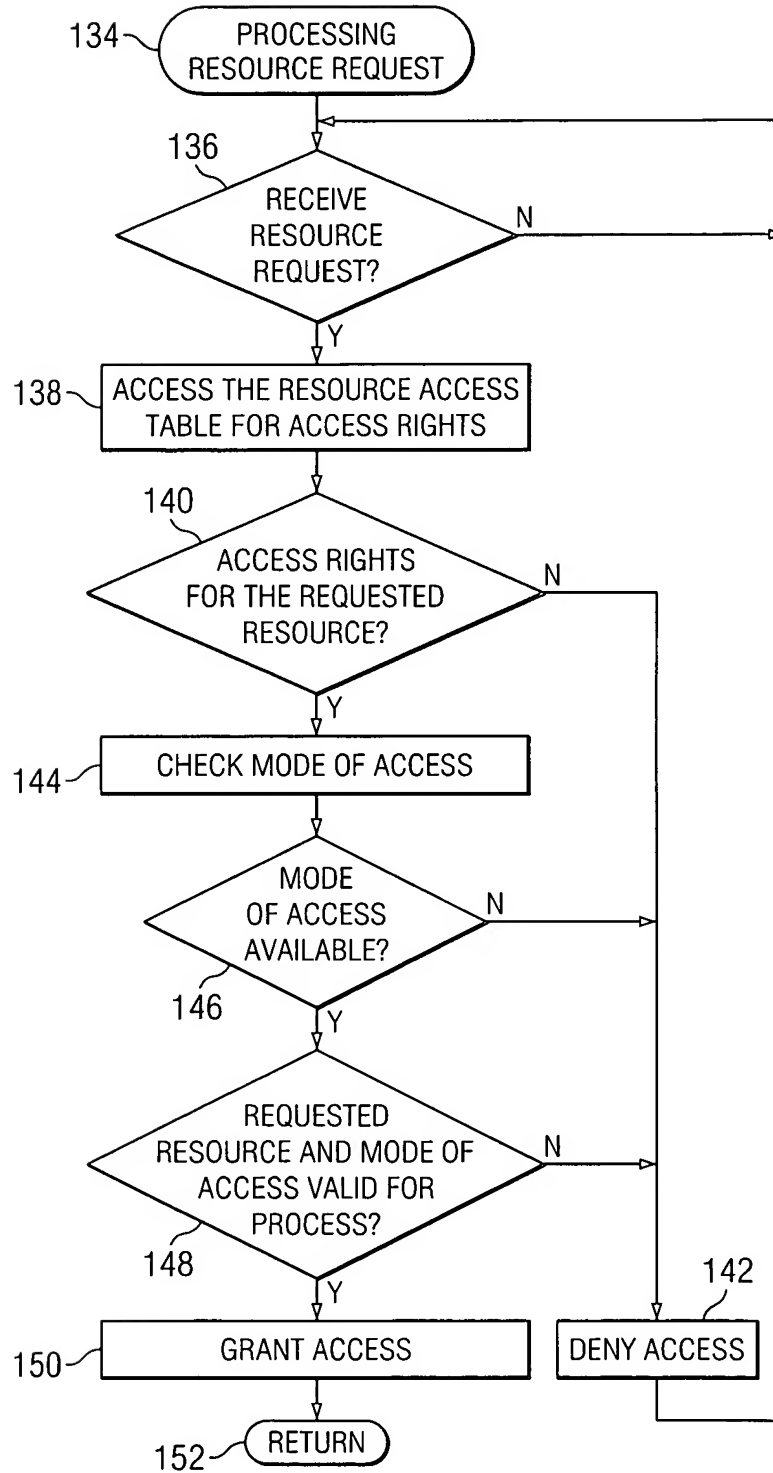 134
PROCESSING
RESOURCE REQUEST
136
RECEIVE
RESOURCE
REQUEST?
N
Y
138
ACCESS THE RESOURCE ACCESS
TABLE FOR ACCESS RIGHTS
140
ACCESS RIGHTS
FOR THE REQUESTED
RESOURCE?
N
Y
144
CHECK MODE OF ACCESS
MODE
OF ACCESS
AVAILABLE?
N
146
Y
REQUESTED
RESOURCE AND MODE OF
ACCESS VALID FOR
PROCESS?
N
148
Y
142
150
GRANT ACCESS
DENY ACCESS
152
RETURN